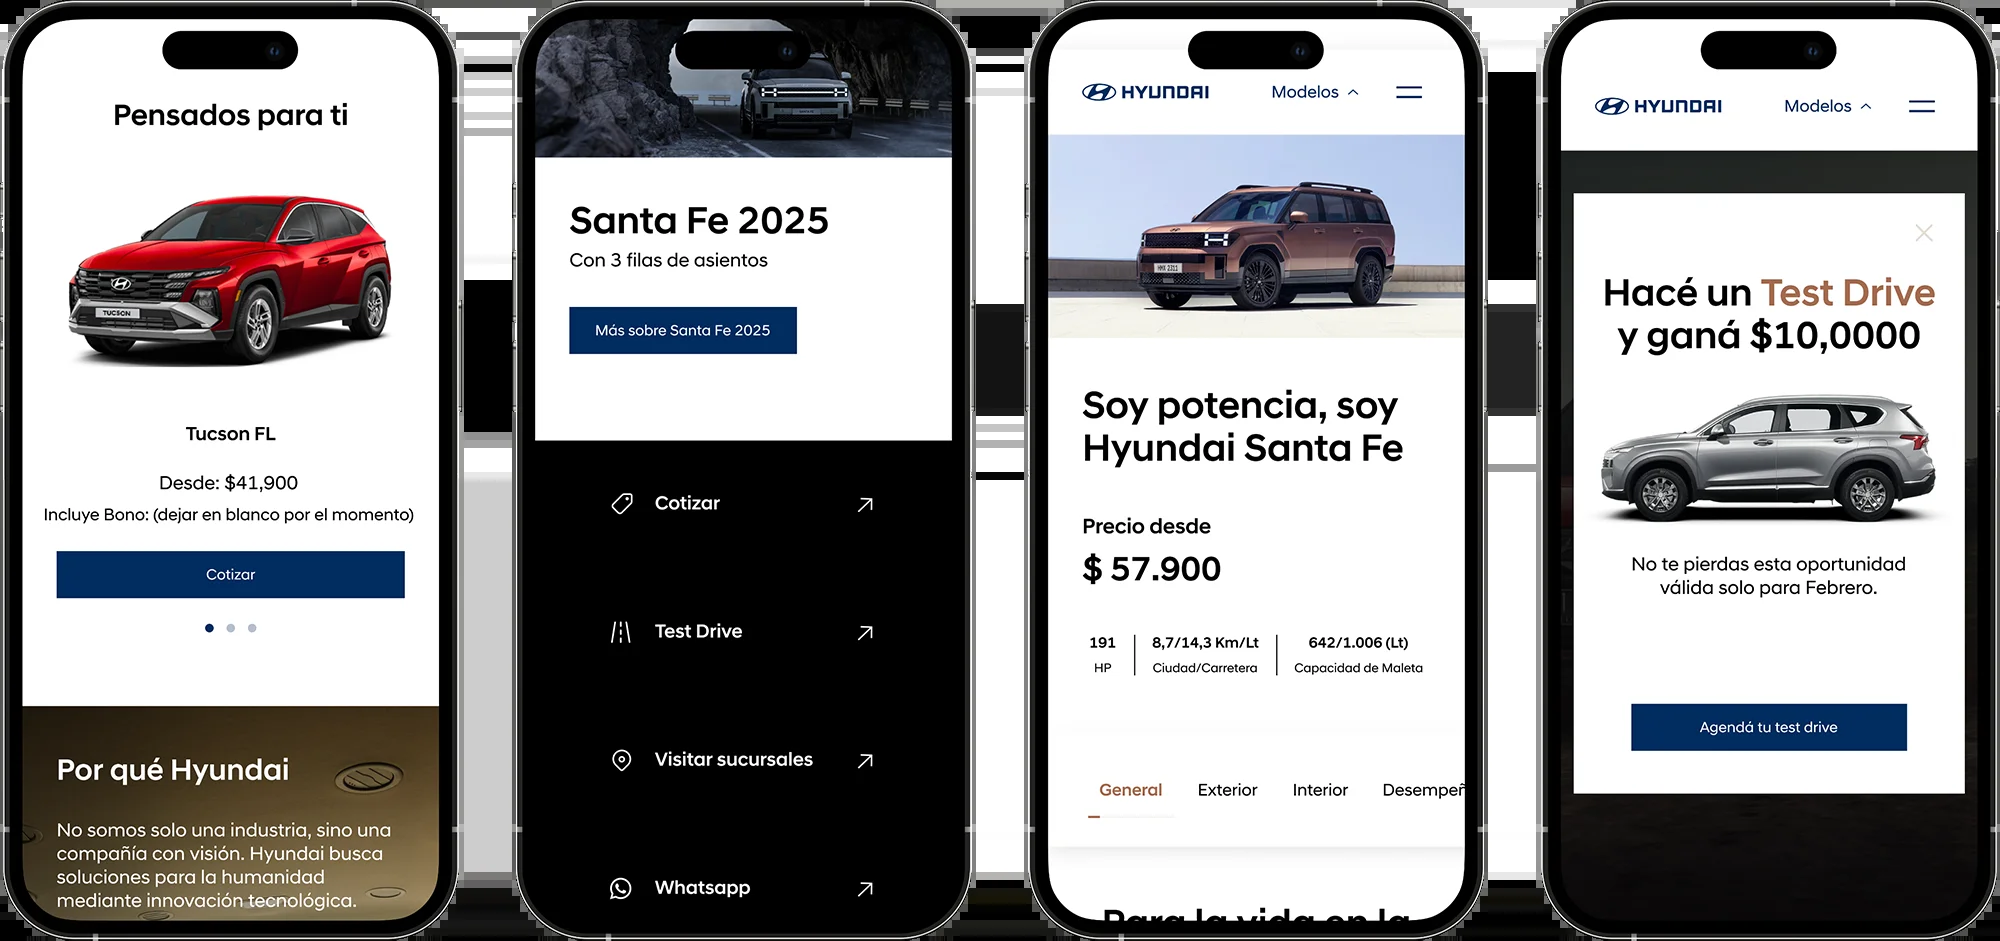 Pensados para ti
TUCSON
Tucson FL
Desde: $41,900
Incluye Bono: (dejar en blanco por el momento)
Cotizar
Por qué Hyundai
No somos solo una industria, sino una
compañía con visión. Hyundai busca
soluciones para la humanidad
mediante innovación tecnológica.
Santa Fe 2025
Con 3 filas de asientos
Más sobre Santa Fe 2025
Cotizar
Test Drive
Visitar sucursales
Whatsapp
HYUNDAI
Modelos
Soy potencia, soy
Hyundai Santa Fe
Precio desde
$ 57.900
191 8,7/14,3 Km/Lt 642/1.006 (Lt)
HP Ciudad/Carretera Capacidad de Maleta
General Exterior Interior Desempeñ
Para la vida en la
HYUNDAI
Modelos
Hacé un Test Drive
y ganá $10,0000
No te pierdas esta oportunidad
válida solo para Febrero.
Agendá tu test drive